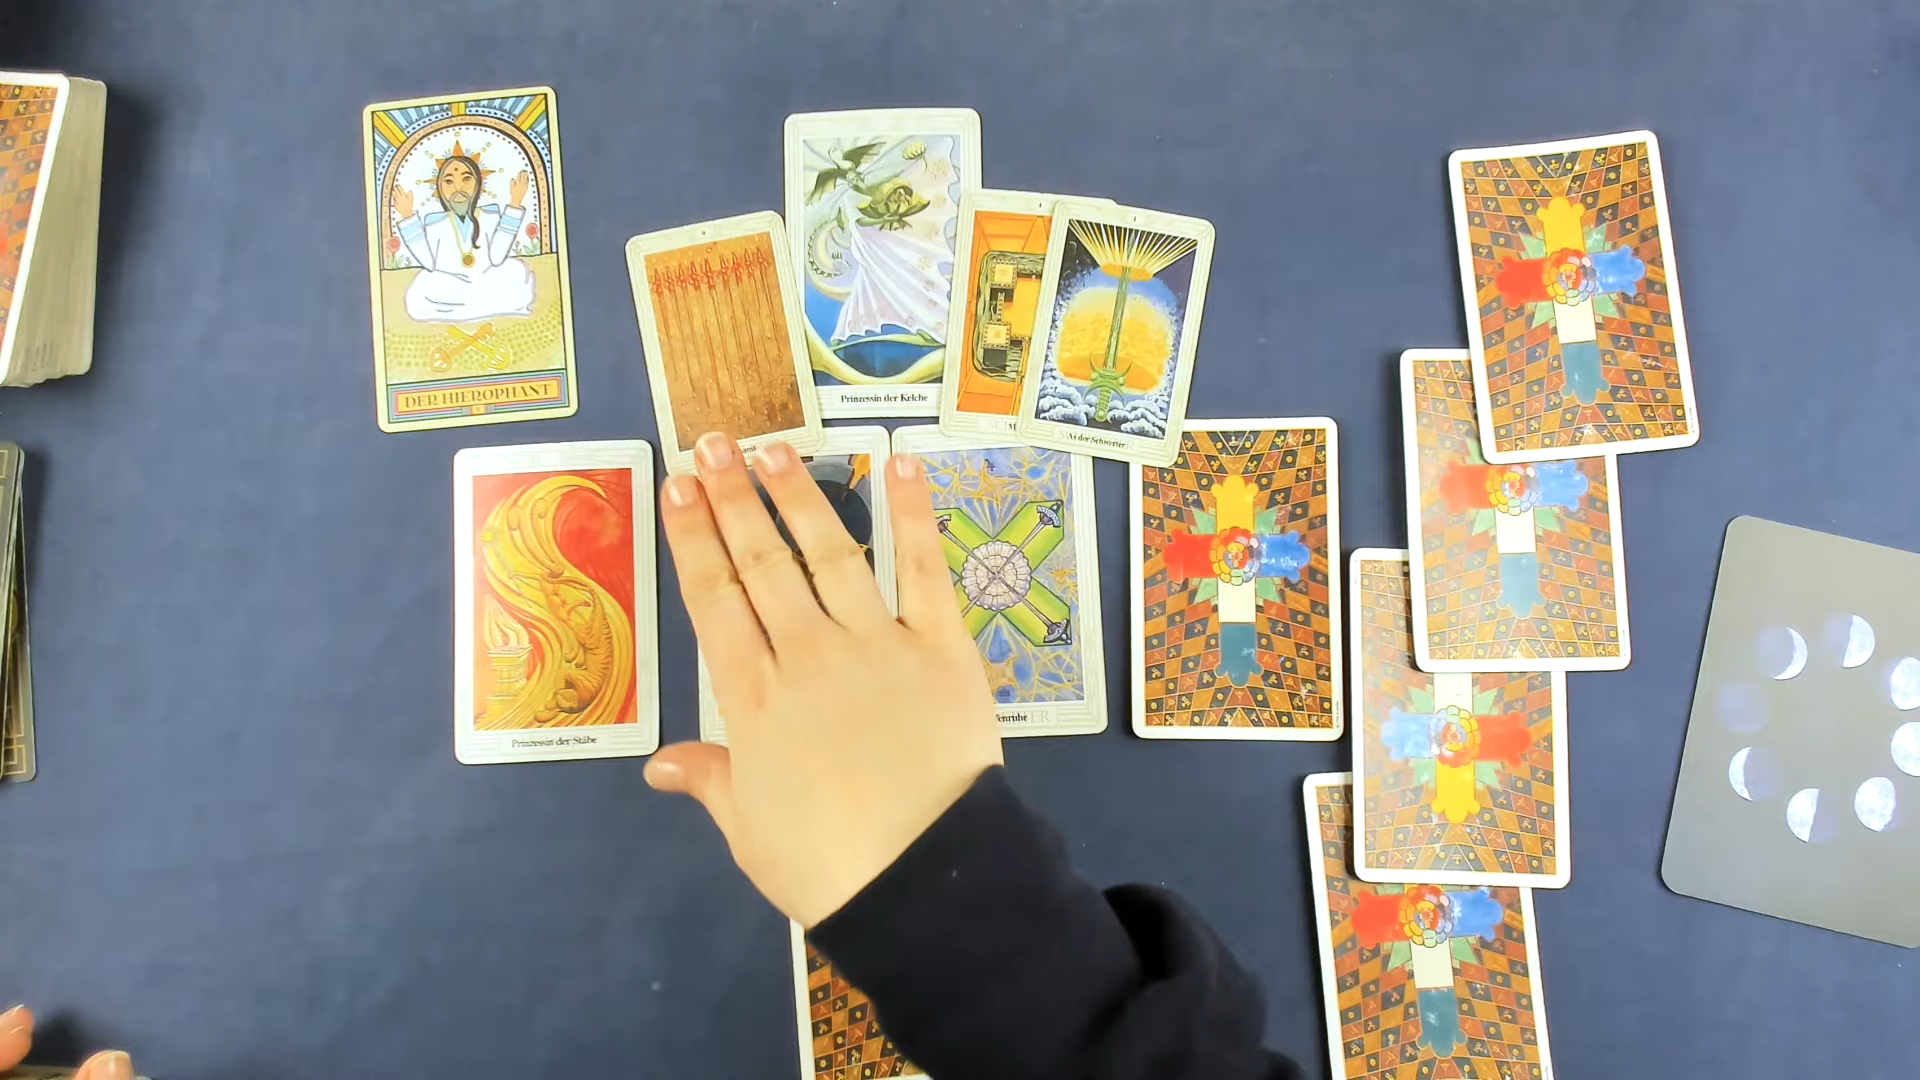 DER HIEROPHANT
V
Prinzessin der Kelche
As der Schwerter
Prinzessin der Stäbe